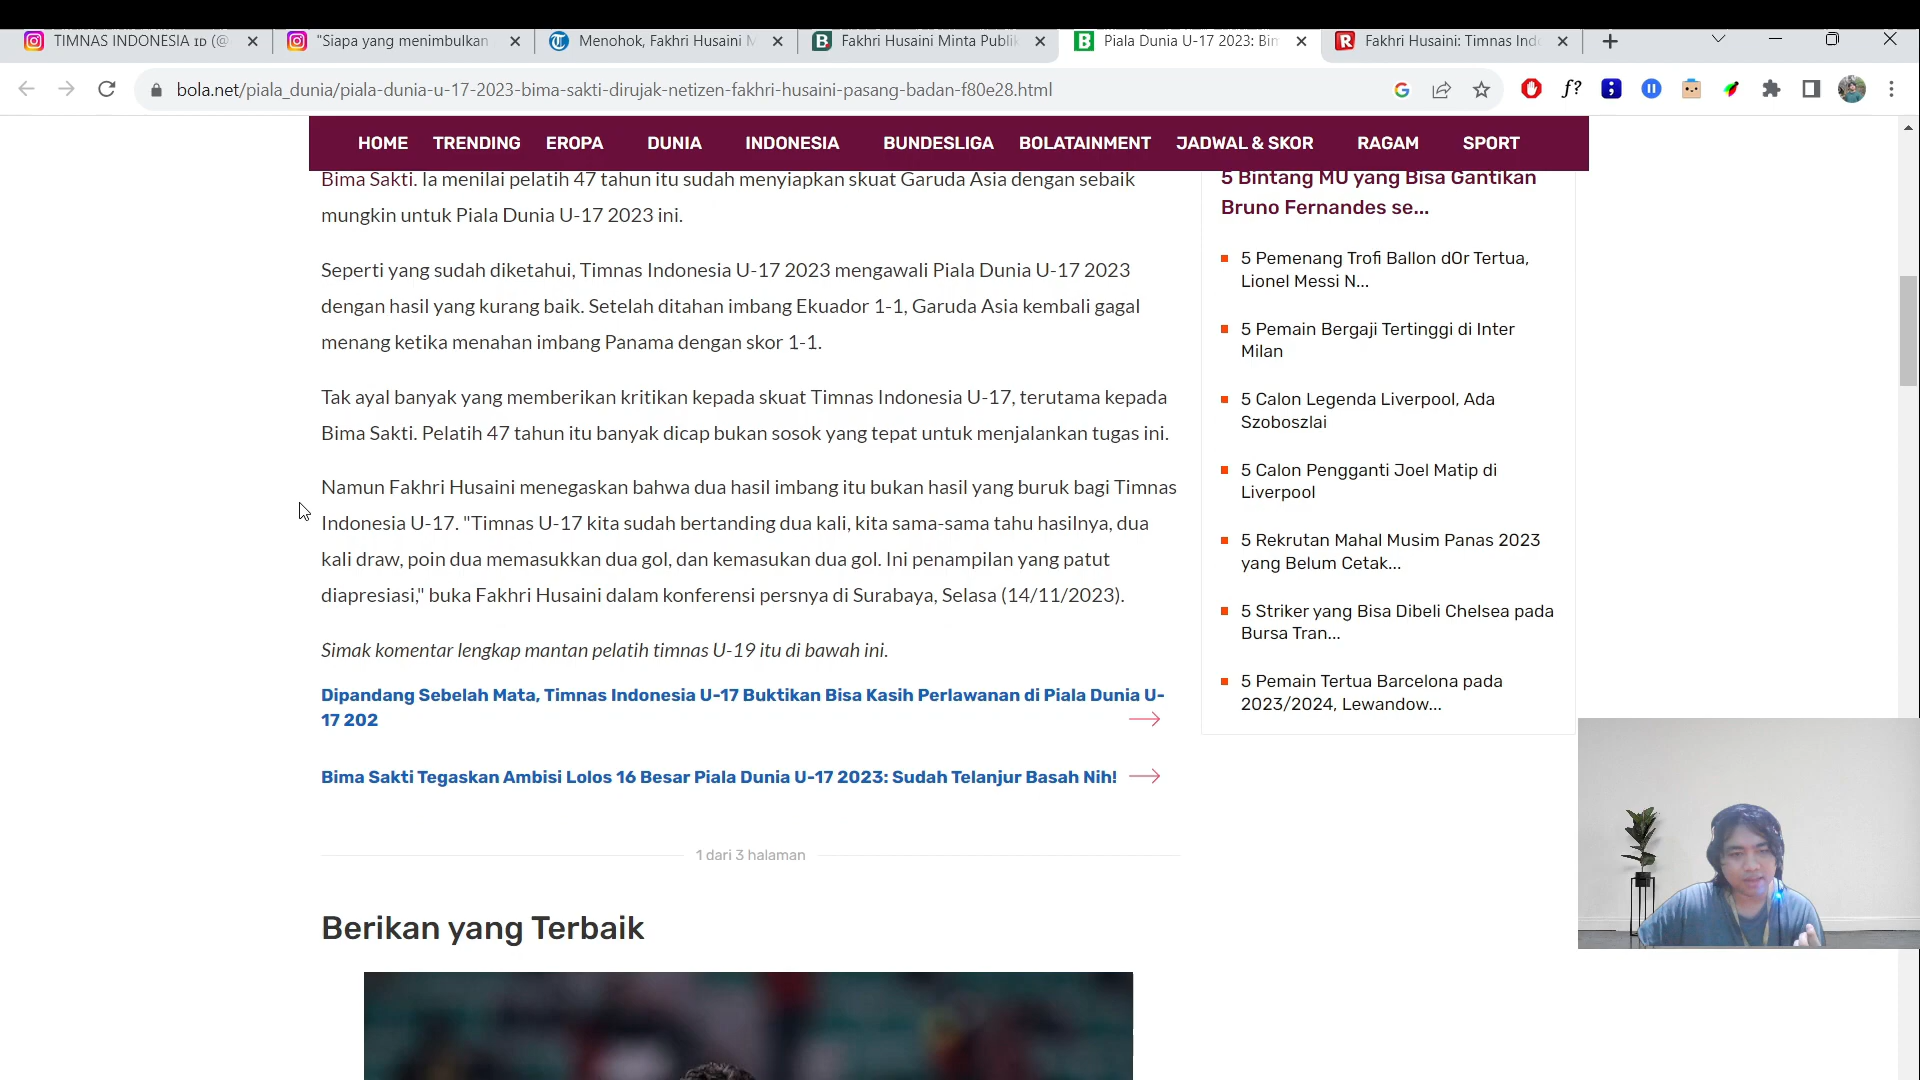 TIMNAS INDONESIA ɪᴅ (@
"Siapa yang menimbulkan
Menohok, Fakhri Husaini M
Fakhri Husaini Minta Publik
Piala Dunia U-17 2023: Bim
Fakhri Husaini: Timnas Indo
bola.net/piala_dunia/piala-dunia-u-17-2023-bima-sakti-dirujak-netizen-fakhri-husaini-pasang-badan-f80e28.html
HOME TRENDING EROPA DUNIA INDONESIA BUNDESLIGA BOLATAINMENT JADWAL & SKOR RAGAM SPORT
Bima Sakti. Ia menilai pelatih 47 tahun itu sudah menyiapkan skuat Garuda Asia dengan sebaik
mungkin untuk Piala Dunia U-17 2023 ini.
Seperti yang sudah diketahui, Timnas Indonesia U-17 2023 mengawali Piala Dunia U-17 2023
dengan hasil yang kurang baik. Setelah ditahan imbang Ekuador 1-1, Garuda Asia kembali gagal
menang ketika menahan imbang Panama dengan skor 1-1.
Tak ayal banyak yang memberikan kritikan kepada skuat Timnas Indonesia U-17, terutama kepada
Bima Sakti. Pelatih 47 tahun itu banyak dicap bukan sosok yang tepat untuk menjalankan tugas ini.
Namun Fakhri Husaini menegaskan bahwa dua hasil imbang itu bukan hasil yang buruk bagi Timnas
Indonesia U-17. "Timnas U-17 kita sudah bertanding dua kali, kita sama-sama tahu hasilnya, dua
kali draw, poin dua memasukkan dua gol, dan kemasukan dua gol. Ini penampilan yang patut
diapresiasi," buka Fakhri Husaini dalam konferensi persnya di Surabaya, Selasa (14/11/2023).
Simak komentar lengkap mantan pelatih timnas U-19 itu di bawah ini.
Dipandang Sebelah Mata, Timnas Indonesia U-17 Buktikan Bisa Kasih Perlawanan di Piala Dunia U-
17 202
Bima Sakti Tegaskan Ambisi Lolos 16 Besar Piala Dunia U-17 2023: Sudah Telanjur Basah Nih!
1 dari 3 halaman
Berikan yang Terbaik
5 Bintang MU yang Bisa Gantikan
Bruno Fernandes se...
5 Pemenang Trofi Ballon dOr Tertua,
Lionel Messi N...
5 Pemain Bergaji Tertinggi di Inter
Milan
5 Calon Legenda Liverpool, Ada
Szoboszlai
5 Calon Pengganti Joel Matip di
Liverpool
5 Rekrutan Mahal Musim Panas 2023
yang Belum Cetak...
5 Striker yang Bisa Dibeli Chelsea pada
Bursa Tran...
5 Pemain Tertua Barcelona pada
2023/2024, Lewandow...